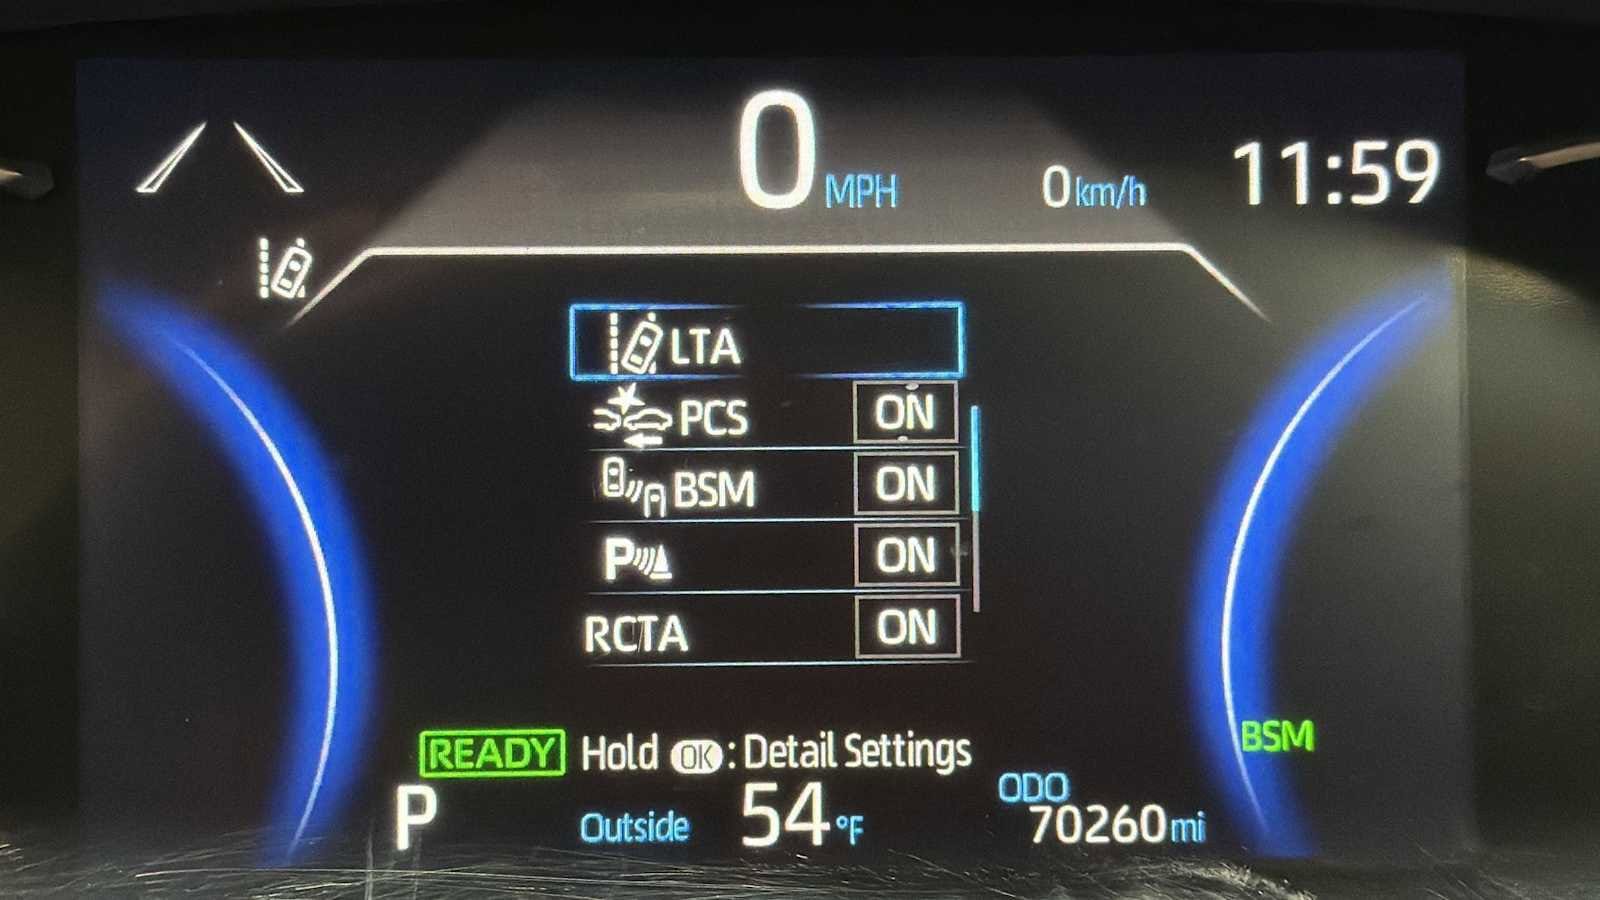 0 MPH
0 km/h
11:59
LTA
PCS ON
BSM ON
P ON
RCTA ON
READY Hold OK : Detail Settings
BSM
P
Outside 54 °F
ODO
70260 mi